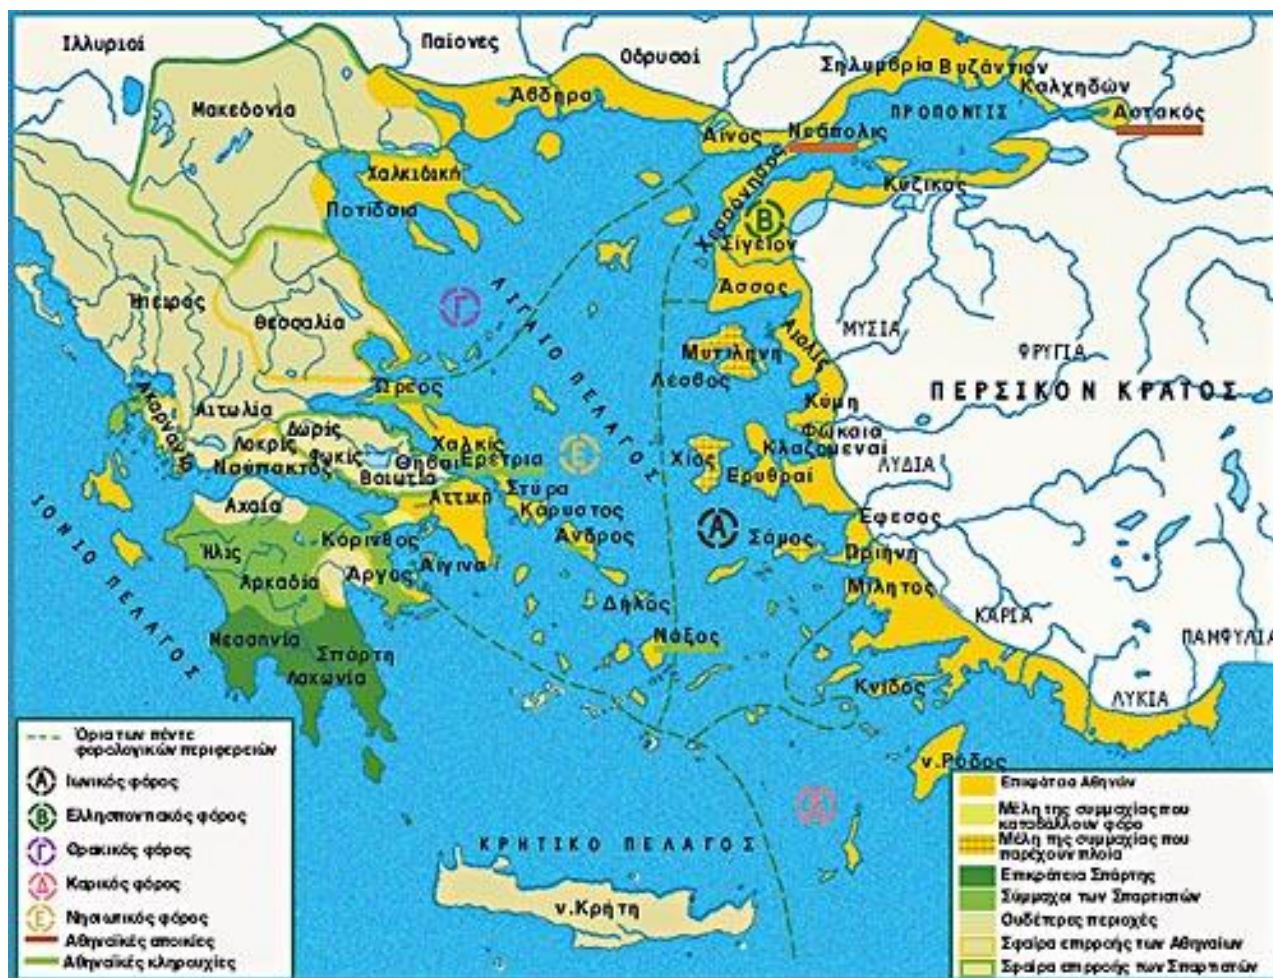 Ιλλυριοί
Παίονες
Οδρυσοί
Σηλυμβρία
Βυζάντιον
Καλχηδών
Αστακός
Μακεδονία
Άβδηρα
ΠΡΟΠΟΝΤΙΣ
Αίνος
Νεάπολις
Χαλκιδική
Χερσόνησος
Κύζικος
Ποτίδαια
Β
Σίγειον
Ήπειρος
Θεσσαλία
Γ
ΑΙΓΑΙΟ ΠΕΛΑΓΟΣ
Άσσος
Αιολίς
ΜΥΣΙΑ
ΦΡΥΓΙΑ
Μυτιλήνη
Λέσβος
Ωρεός
ΠΕΡΣΙΚΟΝ ΚΡΑΤΟΣ
Ακαρνανία
Αιτωλία
Κύμη
Δωρίς
Λοκρίς
Φωκίς
Χαλκίς
Φώκαια
Κλαζομεναί
Ναύπακτος
Θήβαι
Ερέτρια
Ε
Χίος
ΛΥΔΙΑ
Βοιωτία
Ερυθραί
Αττική
Στύρα
Αχαία
Κάρυστος
Έφεσος
Κόρινθος
Άνδρος
Α
Σάμος
Ήλις
Αίγινα
Πριήνη
ΙΟΝΙΟ ΠΕΛΑΓΟΣ
Αρκαδία
Άργος
Μίλητος
Δήλος
ΚΑΡΙΑ
Μεσσηνία
Νάξος
ΠΑΜΦΥΛΙΑ
Σπάρτη
Λακωνία
Κνίδος
ΛΥΚΙΑ
ν.Ρόδος
Δ
ΚΡΗΤΙΚΟ ΠΕΛΑΓΟΣ
ν.Κρήτη
Όρια των πέντε
φορολογικών περιφερειών
Α Ιωνικός φόρος
Β Ελλησποντιακός φόρος
Γ Θρακικός φόρος
Δ Καρικός φόρος
Ε Νησιωτικός φόρος
Αθηναϊκές αποικίες
Αθηναϊκές κληρουχίες
Επικράτεια Αθηνών
Μέλη της συμμαχίας που
καταβάλλουν φόρο
Μέλη της συμμαχίας που
παρέχουν πλοία
Επικράτεια Σπάρτης
Σύμμαχοι των Σπαρτιατών
Ουδέτερες περιοχές
Σφαίρα επιρροής των Αθηναίων
Σφαίρα επιρροής των Σπαρτιατών